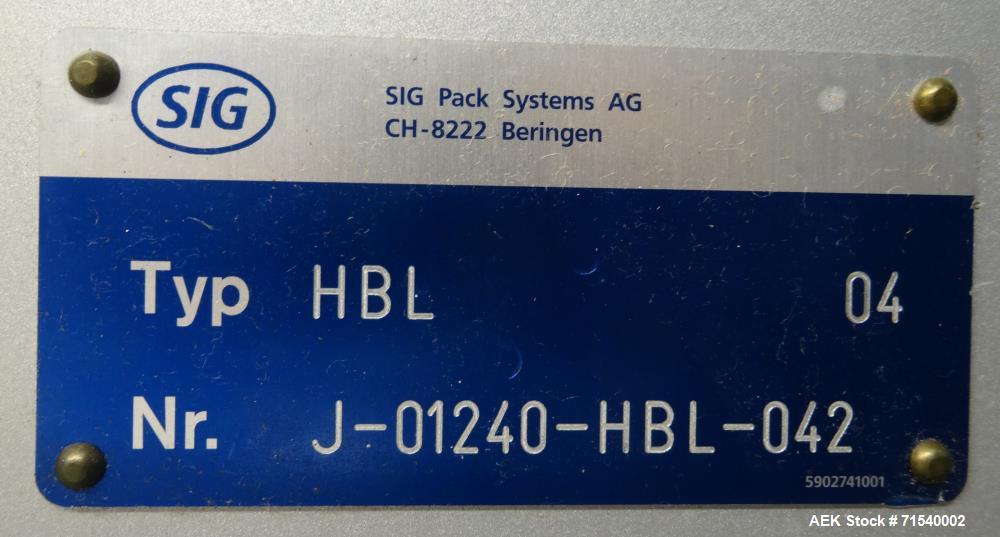 SIG
SIG Pack Systems AG
CH-8222 Beringen
Typ HBL 04
Nr. J-01240-HBL-042
5902741001
AEK Stock # 71540002